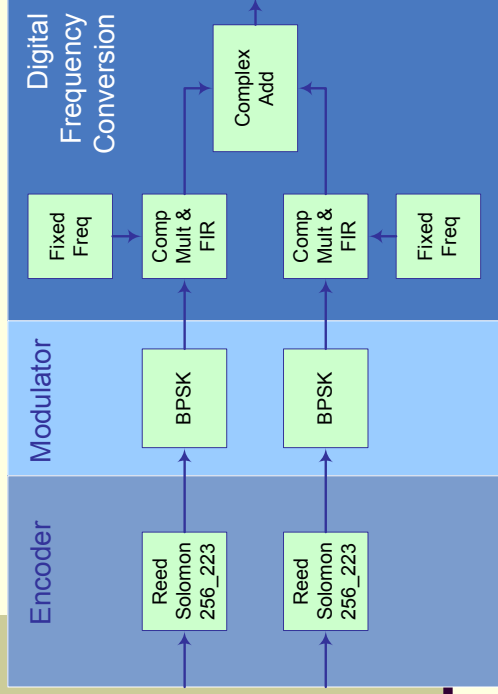 Encoder
Modulator
Digital
Frequency
Conversion
Fixed
Freq
Reed
Solomon
256_223
BPSK
Comp
Mult &
FIR
Complex
Add
Reed
Solomon
256_223
BPSK
Comp
Mult &
FIR
Fixed
Freq